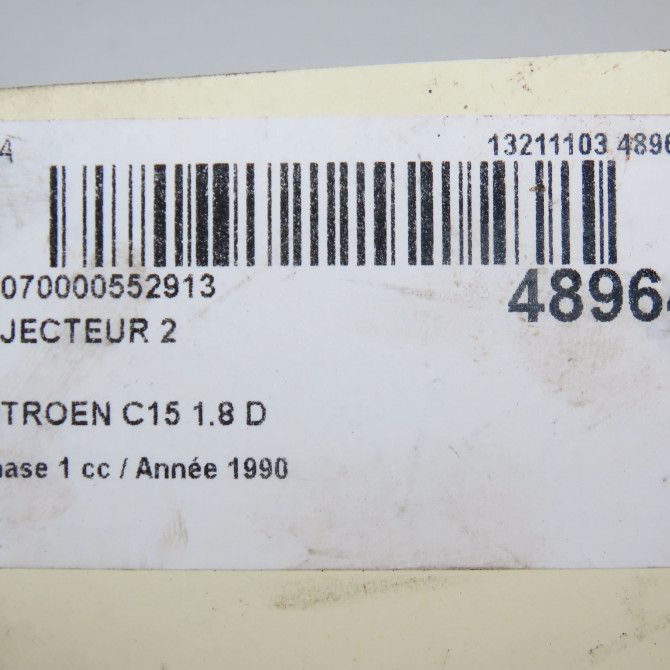 4 13211103 4896
070000552913
4896
JECTEUR 2
TROEN C15 1.8 D
ase 1 cc / Année 1990